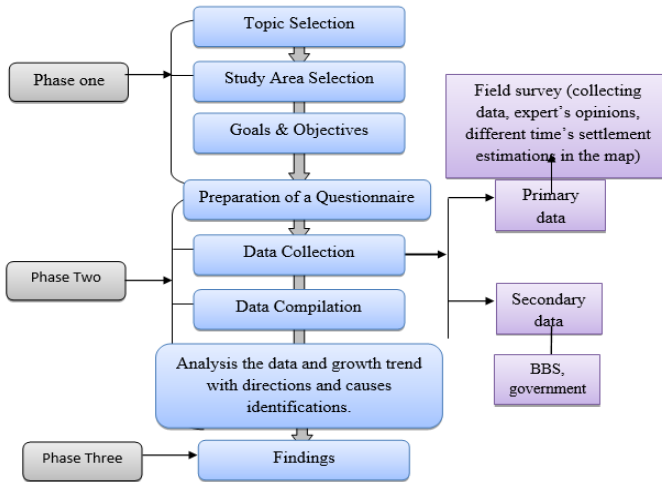 Topic Selection
Phase one
Study Area Selection
Goals & Objectives
Field survey (collecting
data, expert's opinions,
different time's settlement
estimations in the map)
Preparation of a Questionnaire
Primary
data
Data Collection
Phase Two
Data Compilation
Secondary
data
Analysis the data and growth trend
with directions and causes
identifications.
BBS,
government
Phase Three
Findings